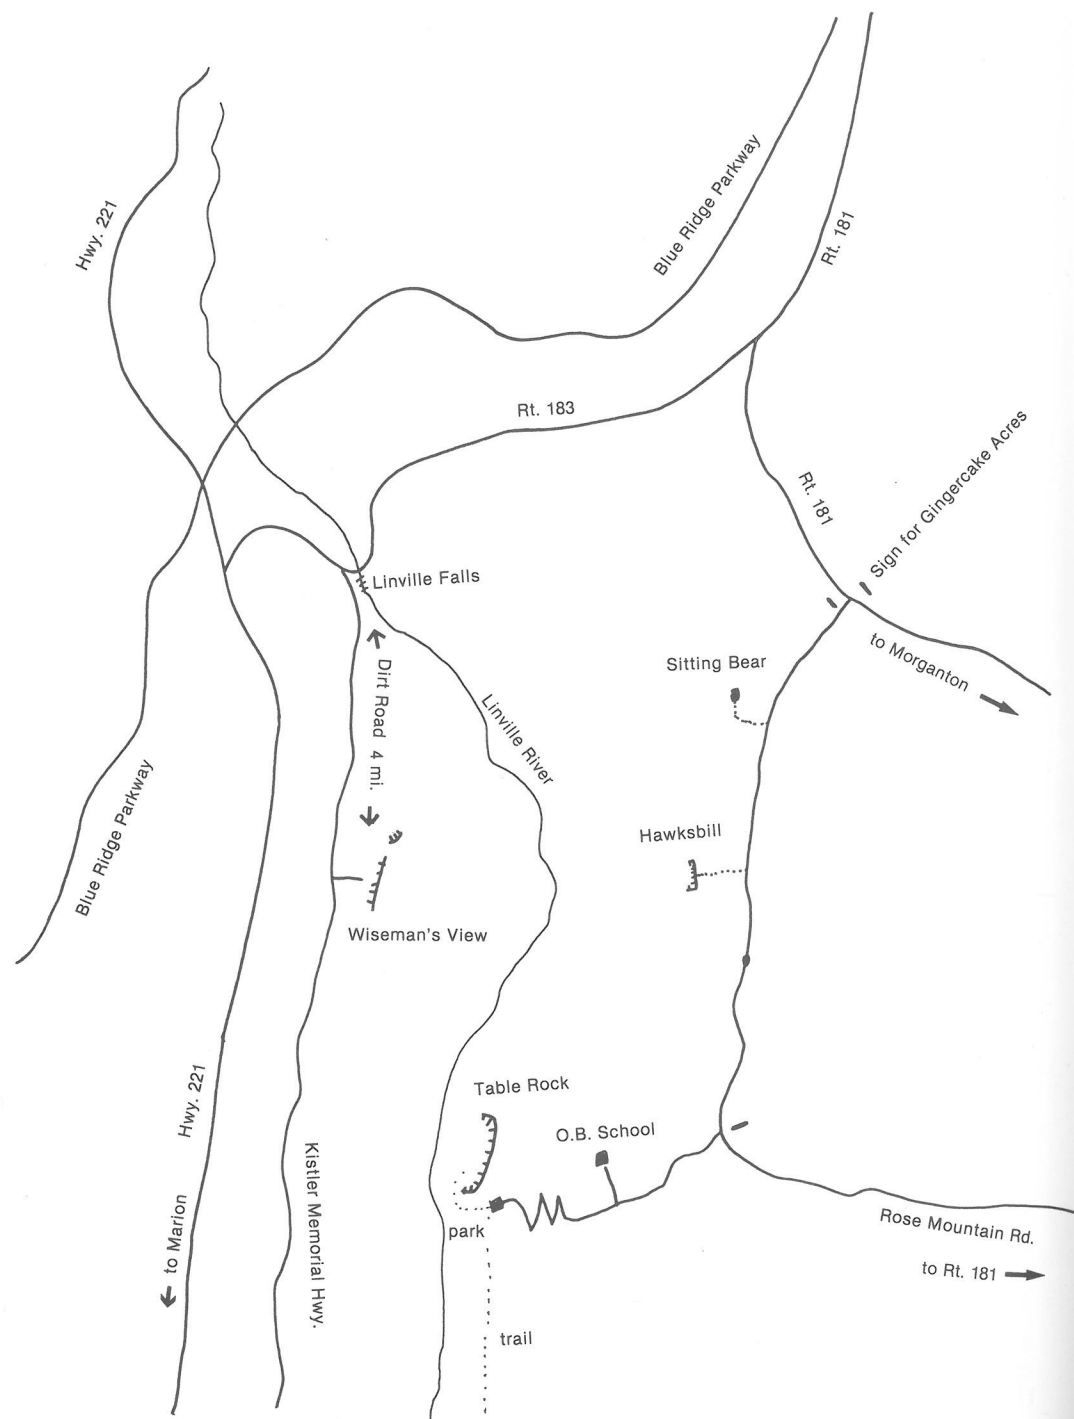 Hwy. 221
Blue Ridge Parkway
Rt. 181
Rt. 183
Sign for Gingercake Acres
Rt. 181
Linville Falls
to Morganton
Sitting Bear
Dirt Road 4 mi.
Linville River
Blue Ridge Parkway
Hawksbill
Wiseman's View
Table Rock
O.B. School
Hwy. 221
Kistler Memorial Hwy.
to Marion
park
Rose Mountain Rd.
to Rt. 181
trail